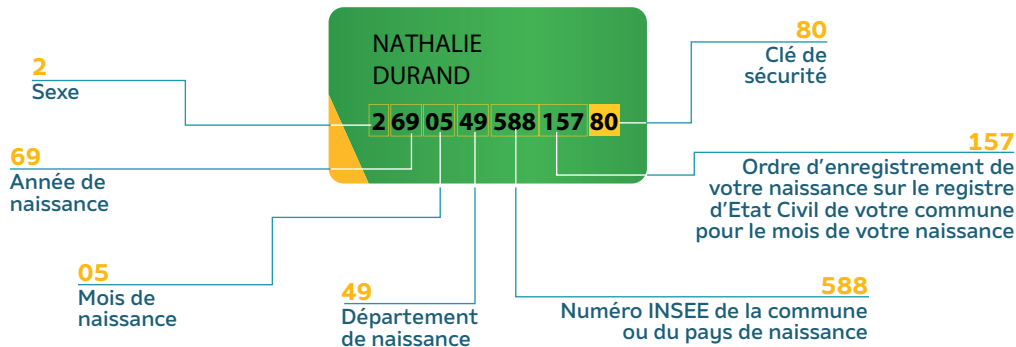 NATHALIE
DURAND
2 69 05 49 588 157 80
2
Sexe
69
Année de
naissance
05
Mois de
naissance
49
Département
de naissance
588
Numéro INSEE de la commune
ou du pays de naissance
157
Ordre d'enregistrement de
votre naissance sur le registre
d'Etat Civil de votre commune
pour le mois de votre naissance
80
Clé de
sécurité